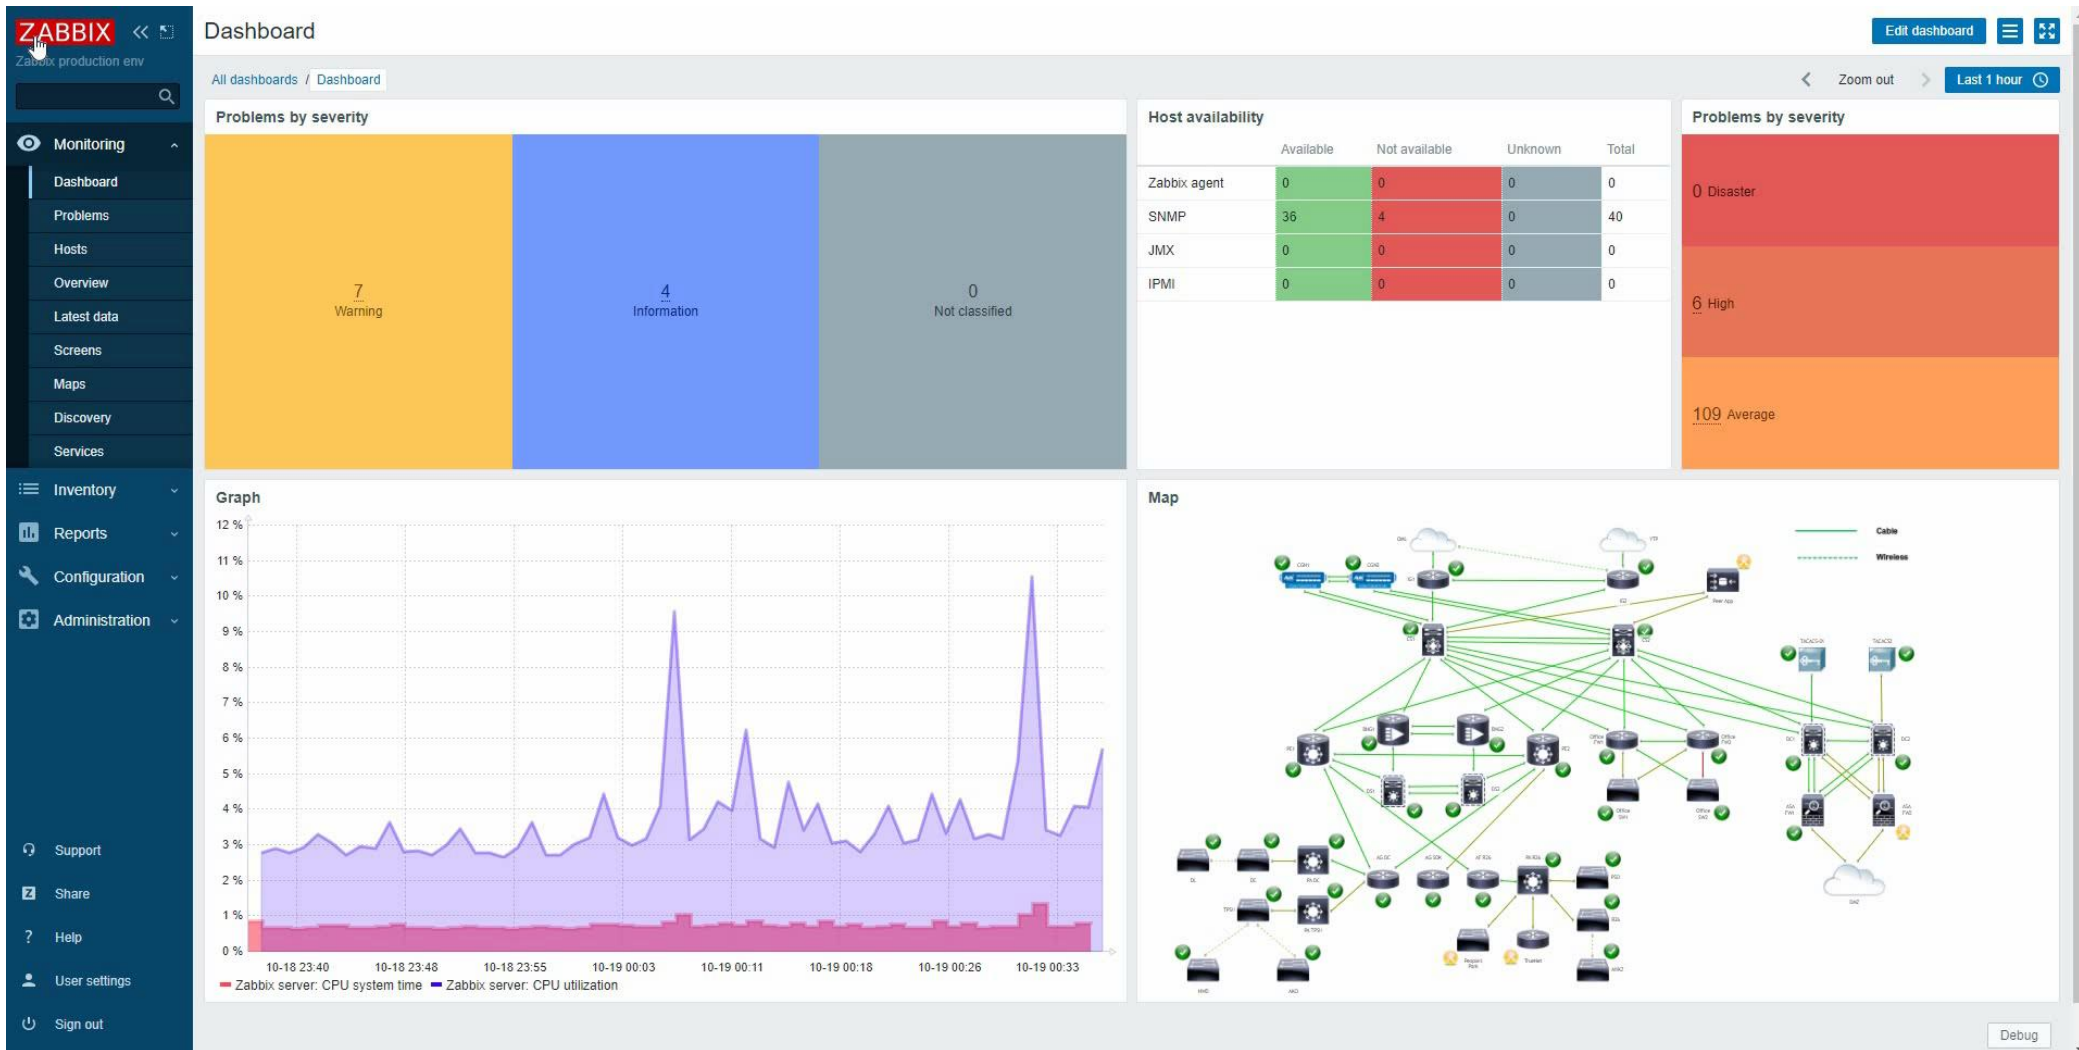 ZABBIX
Zabbix production env
Monitoring
Dashboard
Problems
Hosts
Overview
Latest data
Screens
Maps
Discovery
Services
Inventory
Reports
Configuration
Administration
Support
Share
Help
User settings
Sign out
Dashboard
Edit dashboard
All dashboards / Dashboard
Zoom out
Last 1 hour
Problems by severity
7
Warning
4
Information
0
Not classified
Host availability
Available Not available Unknown Total
Zabbix agent 0 0 0 0
SNMP 36 4 0 40
JMX 0 0 0 0
IPMI 0 0 0 0
Problems by severity
0 Disaster
6 High
109 Average
Graph
12 %
11 %
10 %
9 %
8 %
7 %
6 %
5 %
4 %
3 %
2 %
1 %
0 %
10-18 23:40 10-18 23:48 10-18 23:55 10-19 00:03 10-19 00:11 10-19 00:18 10-19 00:26 10-19 00:33
Zabbix server: CPU system time Zabbix server: CPU utilization
Map
Cable
Wireless
Debug